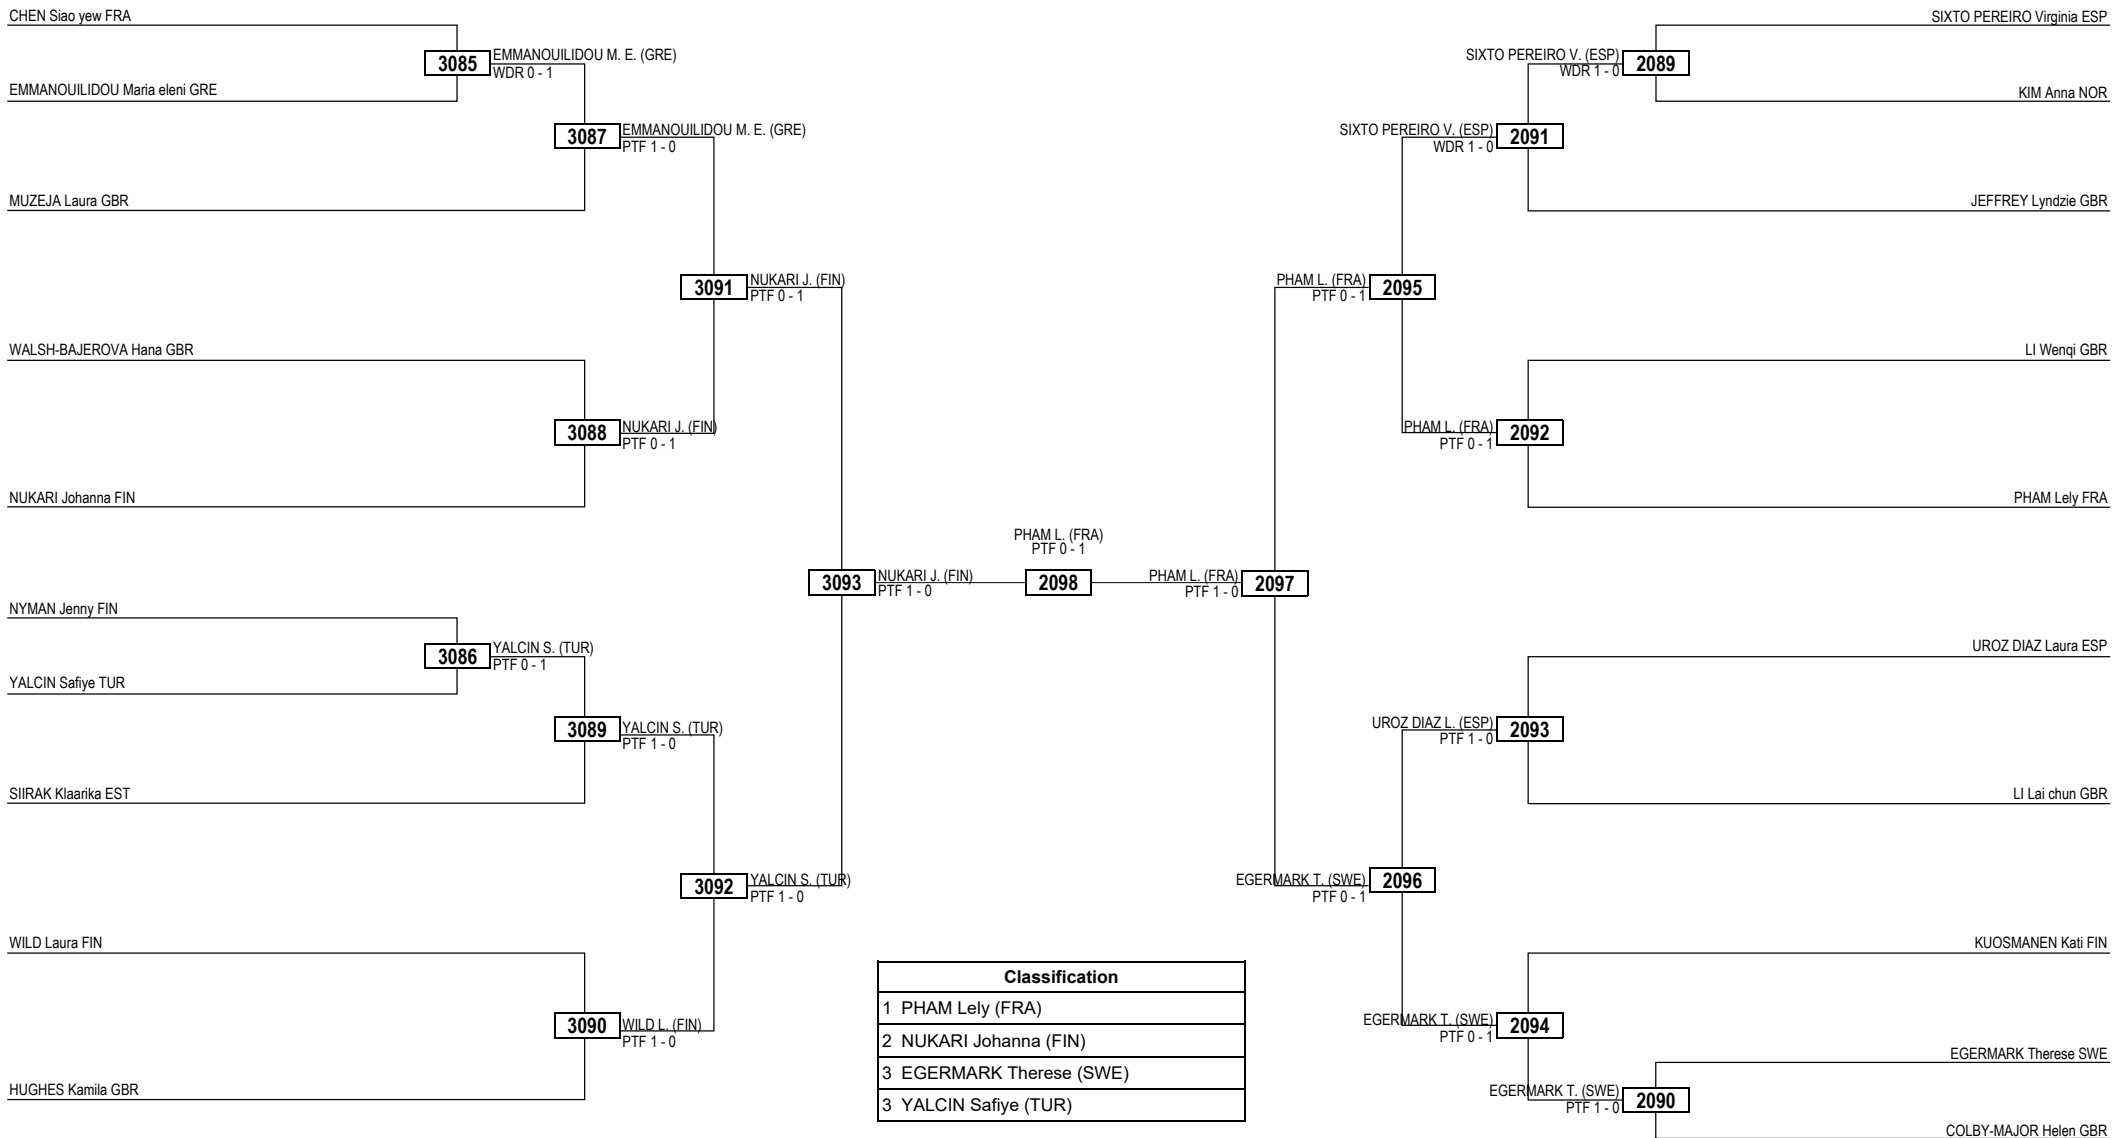 CHEN Siao yew FRA
3085
EMMANOUILIDOU M. E. (GRE)
WDR 0 - 1
EMMANOUILIDOU Maria eleni GRE
3087
EMMANOUILIDOU M. E. (GRE)
PTF 1 - 0
MUZEJA Laura GBR
3091
NUKARI J. (FIN)
PTF 0 - 1
WALSH-BAJEROVA Hana GBR
3088
NUKARI J. (FIN)
PTF 0 - 1
NUKARI Johanna FIN
3093
NUKARI J. (FIN)
PTF 1 - 0
NYMAN Jenny FIN
3086
YALCIN S. (TUR)
PTF 0 - 1
YALCIN Safiye TUR
3089
YALCIN S. (TUR)
PTF 1 - 0
SIIRAK Klaarika EST
3092
YALCIN S. (TUR)
PTF 1 - 0
WILD Laura FIN
3090
WILD L. (FIN)
PTF 1 - 0
HUGHES Kamila GBR
PHAM L. (FRA)
PTF 0 - 1
2098
SIXTO PEREIRO Virginia ESP
SIXTO PEREIRO V. (ESP)
WDR 1 - 0
2089
KIM Anna NOR
SIXTO PEREIRO V. (ESP)
WDR 1 - 0
2091
JEFFREY Lyndzie GBR
PHAM L. (FRA)
PTF 0 - 1
2095
LI Wenqi GBR
PHAM L. (FRA)
PTF 0 - 1
2092
PHAM Lely FRA
PHAM L. (FRA)
PTF 1 - 0
2097
UROZ DIAZ Laura ESP
UROZ DIAZ L. (ESP)
PTF 1 - 0
2093
LI Lai chun GBR
EGERMARK T. (SWE)
PTF 0 - 1
2096
KUOSMANEN Kati FIN
EGERMARK T. (SWE)
PTF 0 - 1
2094
EGERMARK Therese SWE
EGERMARK T. (SWE)
PTF 1 - 0
2090
COLBY-MAJOR Helen GBR
Classification
1 PHAM Lely (FRA)
2 NUKARI Johanna (FIN)
3 EGERMARK Therese (SWE)
3 YALCIN Safiye (TUR)